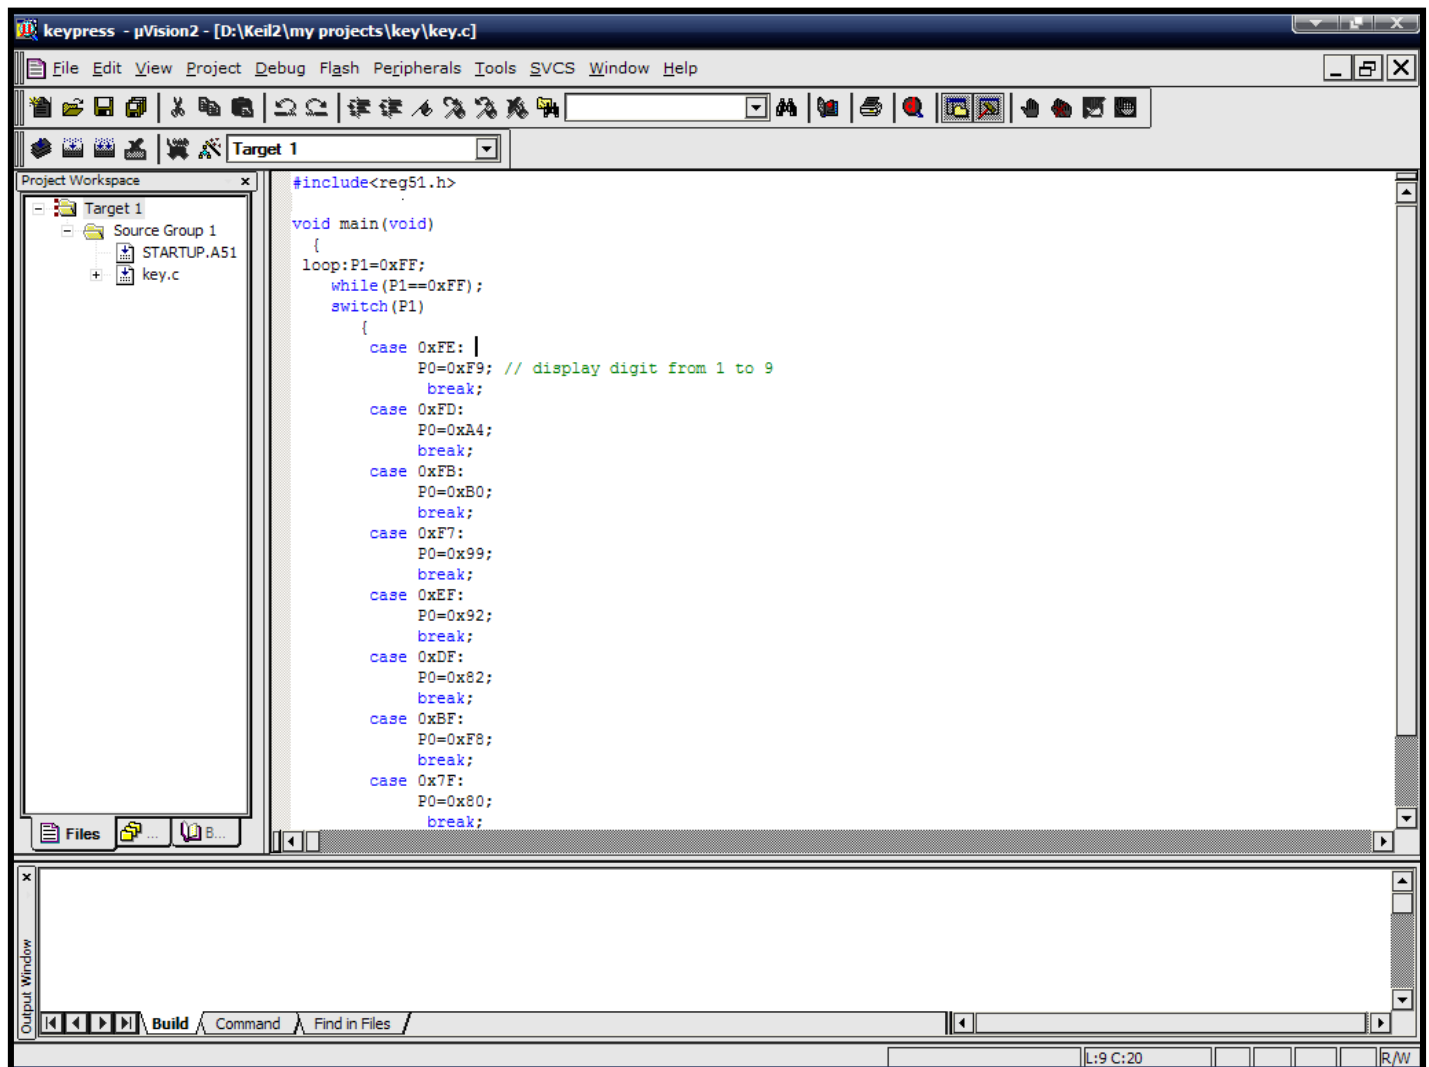 keypress - µVision2 - [D:\Keil2\my projects\key\key.c]
File Edit View Project Debug Flash Peripherals Tools SVCS Window Help
Target 1
Project Workspace
Target 1
Source Group 1
STARTUP.A51
key.c
Files
...
B...
#include<reg51.h>
void main(void)
{
loop:P1=0xFF;
while(P1==0xFF);
switch(P1)
{
case 0xFE:
P0=0xF9; // display digit from 1 to 9
break;
case 0xFD:
P0=0xA4;
break;
case 0xFB:
P0=0xB0;
break;
case 0xF7:
P0=0x99;
break;
case 0xEF:
P0=0x92;
break;
case 0xDF:
P0=0x82;
break;
case 0xBF:
P0=0xF8;
break;
case 0x7F:
P0=0x80;
break;
Output Window
Build Command Find in Files
L:9 C:20 R/W